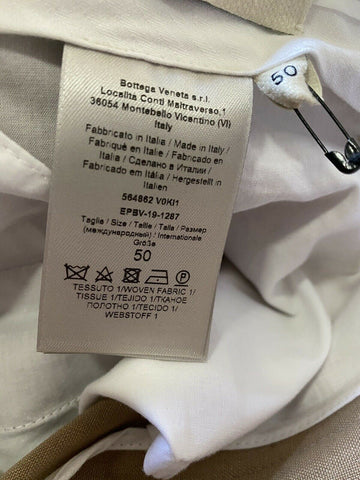 50
Bottega Veneta s.r.l.
Località Conti Maltraverso,1
36054 Montebello Vicentino (VI)
Italy
Fabbricato in Italia / Made in Italy /
Fabriqué en Italie / Fabricado en
Italia / Сделано в Италии /
Fabricado em Itália / Hergestellt in
Italien
564862 V0KI1
EPBV-19-1287
Taglia / Size / Taille / Talla / Размер
(международный) / Internationale
Größe
50
P
TESSUTO 1/WOVEN FABRIC 1/
TISSUE 1/TEJIDO 1/ТКАНОЕ
ПОЛОТНО 1/TECIDO 1/
WEBSTOFF 1